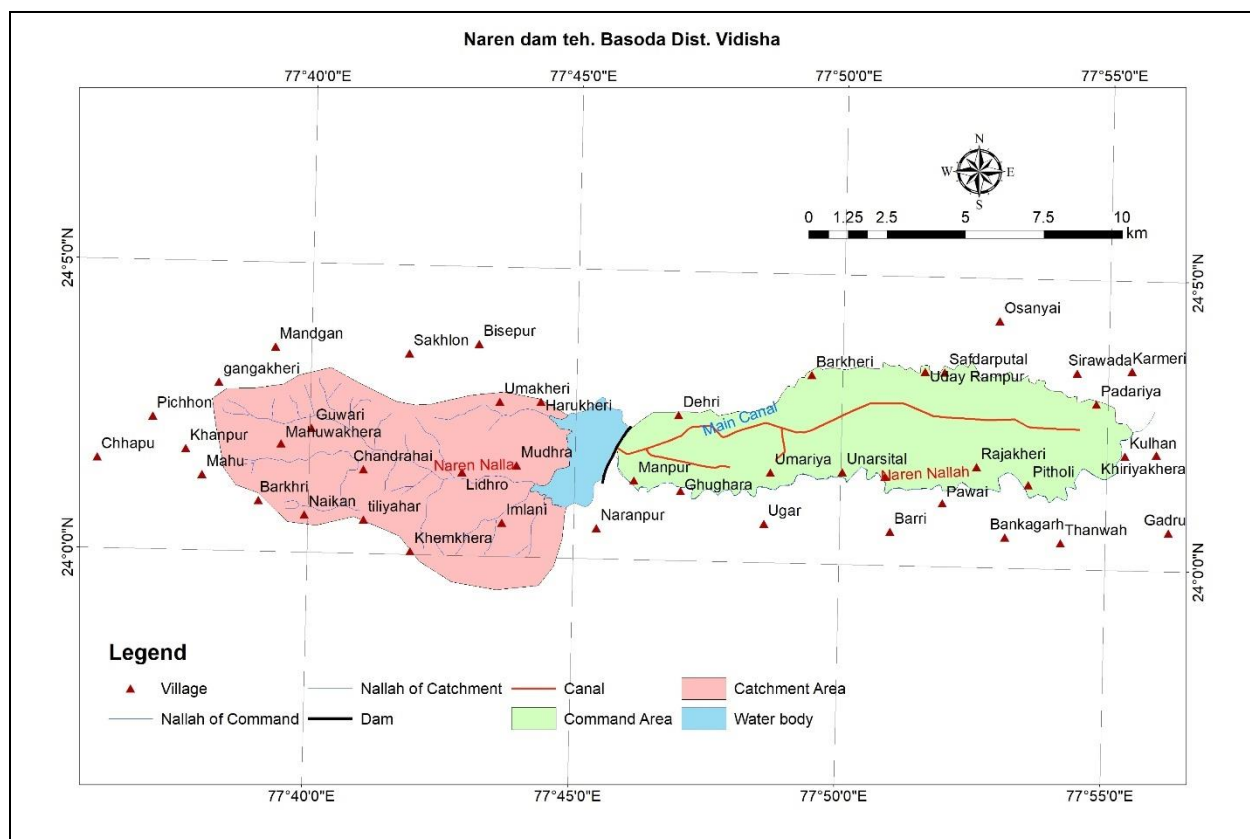 Naren dam teh. Basoda Dist. Vidisha
77°40'0"E 77°45'0"E 77°50'0"E 77°55'0"E
N
W E
S
0 1.25 2.5 5 7.5 10
km
24°5'0"N 24°5'0"N
Osanyai
Mandgan
Sakhlon
Bisepur
gangakheri
Barkheri
Safdarputal
Uday Rampur
Sirawada
Karmeri
Padariya
Umakheri
Harukheri
Dehri
Main Canal
Pichhon
Guwari
Mahuwakhera
Khanpur
Chhapu
Mahu
Chandrahai
Naren Nalla
Mudhra
Lidhro
Manpur
Ghughara
Umariya
Unarsital
Naren Nallah
Rajakheri
Pitholi
Kulhan
Khiriyakhera
Barkhri
Naikan
tiliyahar
Imlani
Naranpur
Ugar
Pawai
Barri
Bankagarh
Thanwah
Gadru
Khemkhera
24°0'0"N 24°0'0"N
Legend
Village Nallah of Catchment Canal Catchment Area
Nallah of Command Dam Command Area Water body
77°40'0"E 77°45'0"E 77°50'0"E 77°55'0"E